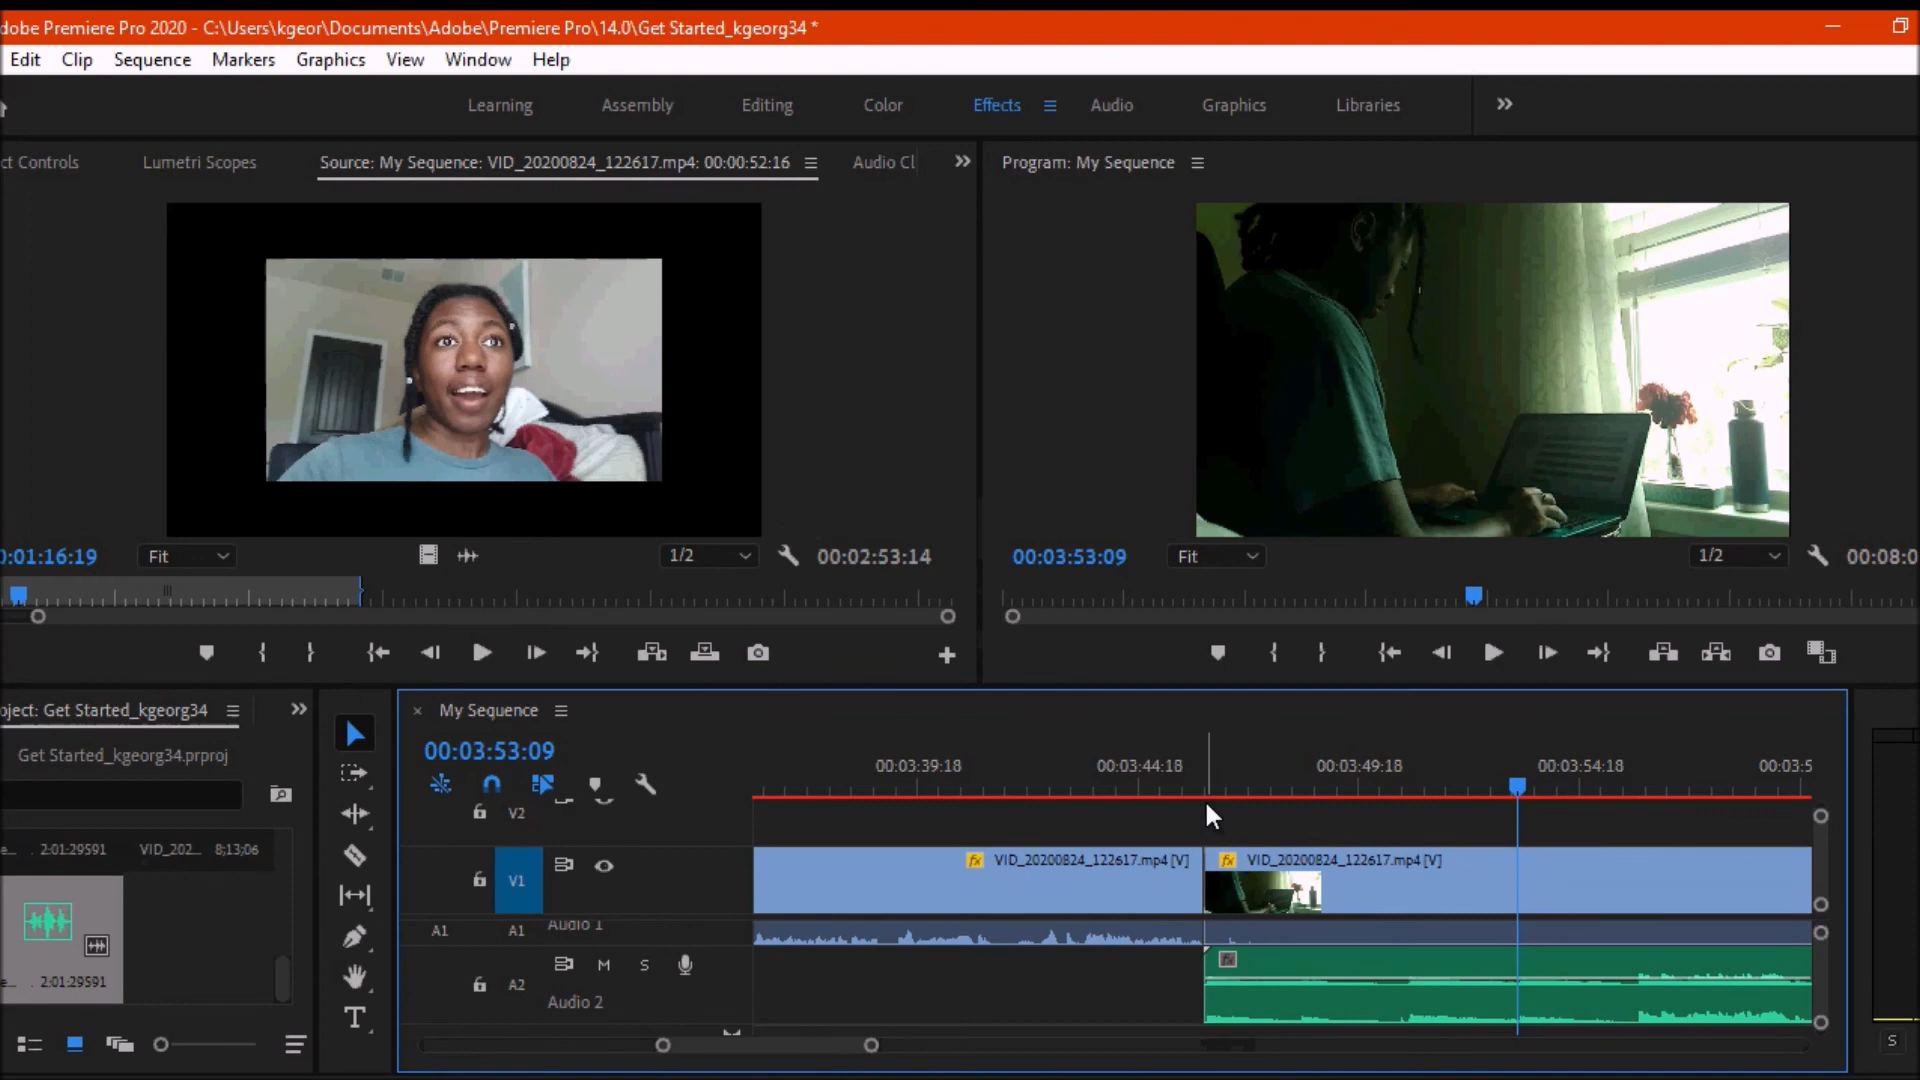 dobe Premiere Pro 2020 - C:\Users\kgeor\Documents\Adobe\Premiere Pro\14.0\Get Started_kgeorg34 *
Edit Clip Sequence Markers Graphics View Window Help
Learning Assembly Editing Color Effects Audio Graphics Libraries
ct Controls Lumetri Scopes Source: My Sequence: VID_20200824_122617.mp4: 00:00:52:16 Audio Cl
Program: My Sequence
0:01:16:19 Fit 1/2 00:02:53:14
00:03:53:09 Fit 1/2 00:08:0
oject: Get Started_kgeorg34
Get Started_kgeorg34.prproj
e... 2:01:29591 VID_202... 8;13;06
e... 2:01:29591
My Sequence
00:03:53:09
00:03:39:18 00:03:44:18 00:03:49:18 00:03:54:18 00:03:5
V2
V1 fx VID_20200824_122617.mp4 [V] fx VID_20200824_122617.mp4 [V]
A1 A1 Audio 1
A2 M S fx
Audio 2
T
S